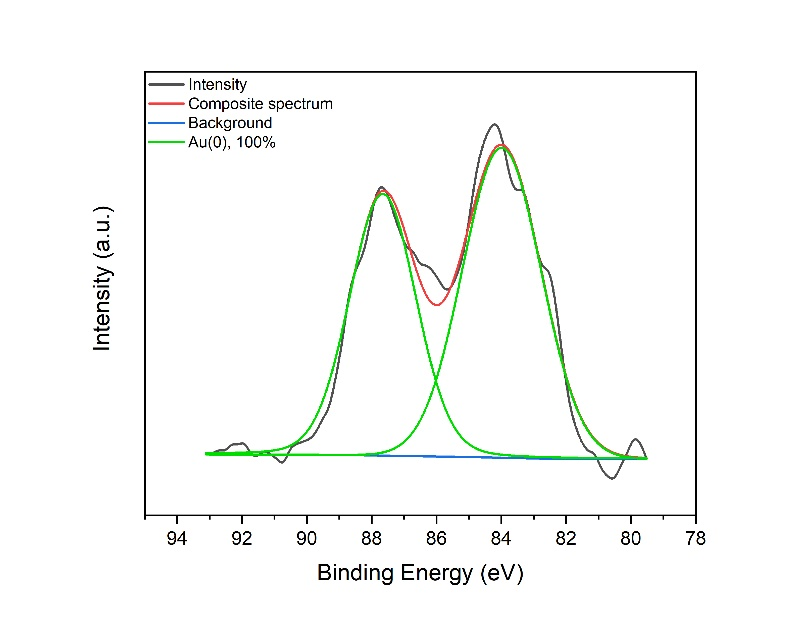 Intensity
Composite spectrum
Background
Au(0), 100%
Intensity (a.u.)
94 92 90 88 86 84 82 80 78
Binding Energy (eV)